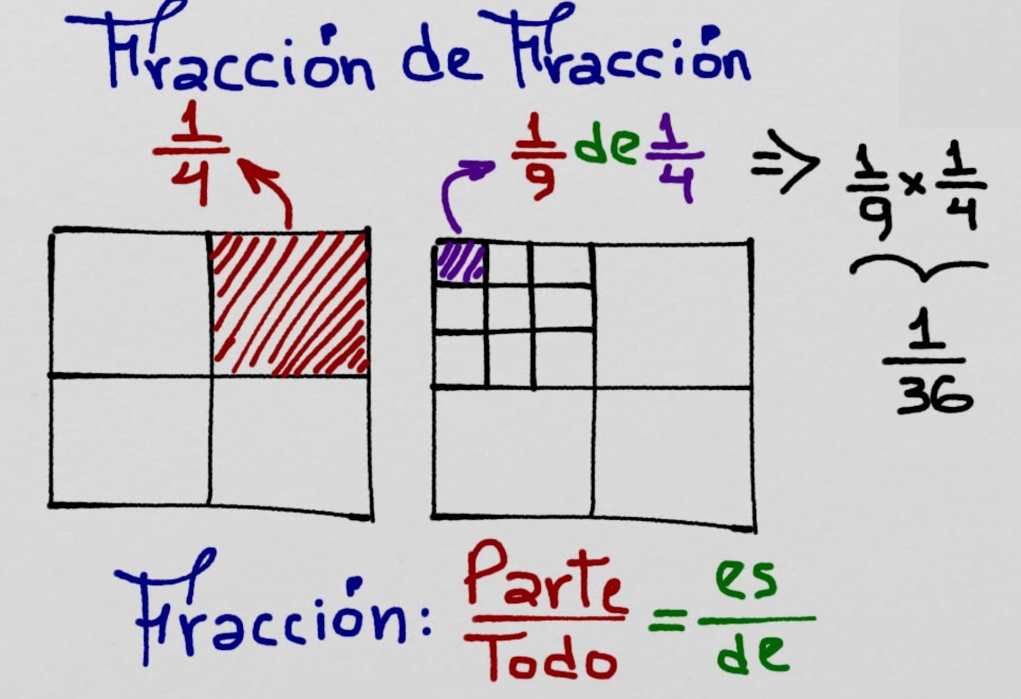 Fracción de Fracción
1/4
1/9 de 1/4 => 1/9 x 1/4
1/36
Fracción: Parte/Todo = es/de